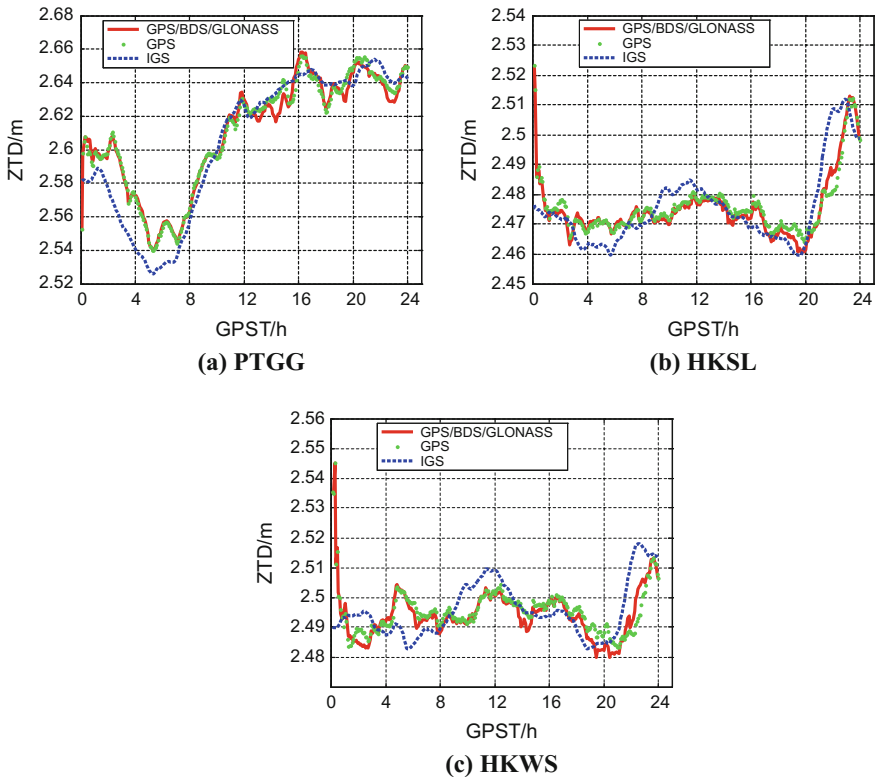 2.68
2.66
2.64
2.62
2.6
2.58
2.56
2.54
2.52
ZTD/m
GPS/BDS/GLONASS
GPS
IGS
0 4 8 12 16 20 24
GPST/h
(a) PTGG
2.54
2.53
2.52
2.51
2.5
2.49
2.48
2.47
2.46
2.45
ZTD/m
GPS/BDS/GLONASS
GPS
IGS
0 4 8 12 16 20 24
GPST/h
(b) HKSL
2.56
2.55
2.54
2.53
2.52
2.51
2.5
2.49
2.48
ZTD/m
GPS/BDS/GLONASS
GPS
IGS
0 4 8 12 16 20 24
GPST/h
(c) HKWS